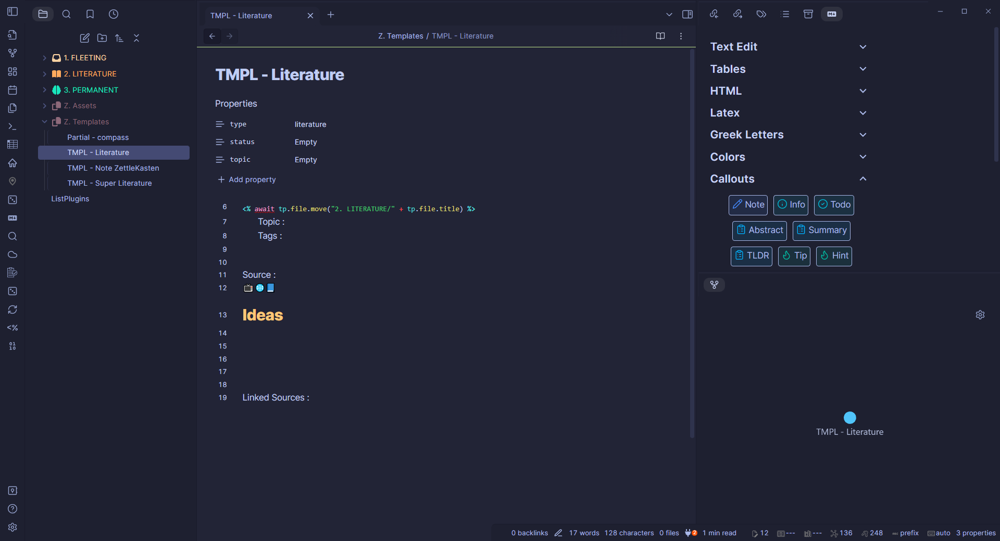 1. FLEETING
2. LITERATURE
3. PERMANENT
Z. Assets
Z. Templates
Partial - compass
TMPL - Literature
TMPL - Note ZettleKasten
TMPL - Super Literature
ListPlugins
<%
01
10
TMPL - Literature
Z. Templates / TMPL - Literature
TMPL - Literature
Properties
type literature
status Empty
topic Empty
Add property
6 <% await tp.file.move("2. LITERATURE/" + tp.file.title) %>
7 Topic :
8 Tags :
9
10
11 Source :
12
13 Ideas
14
15
16
17
18
19 Linked Sources :
Text Edit
Tables
HTML
Latex
Greek Letters
Colors
Callouts
Note Info Todo
Abstract Summary
TLDR Tip Hint
TMPL - Literature
0 backlinks 17 words 128 characters 0 files 2 1 min read 12 --- --- 136 248 prefix auto 3 properties